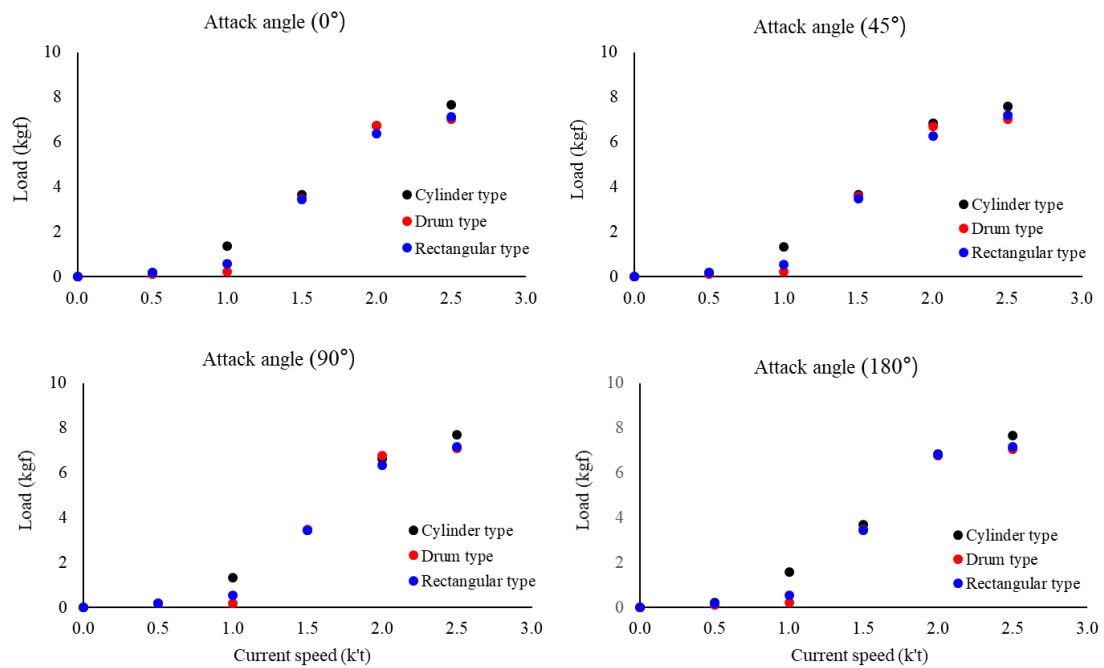 Attack angle (0°)
10
8
6
4
2
0
Load (kgf)
Cylinder type
Drum type
Rectangular type
0.0 0.5 1.0 1.5 2.0 2.5 3.0
Attack angle (45°)
10
8
6
4
2
0
Load (kgf)
Cylinder type
Drum type
Rectangular type
0.0 0.5 1.0 1.5 2.0 2.5 3.0
Attack angle (90°)
10
8
6
4
2
0
Load (kgf)
Cylinder type
Drum type
Rectangular type
0.0 0.5 1.0 1.5 2.0 2.5 3.0
Current speed (k't)
Attack angle (180°)
10
8
6
4
2
0
Load (kgf)
Cylinder type
Drum type
Rectangular type
0.0 0.5 1.0 1.5 2.0 2.5 3.0
Current speed (k't)